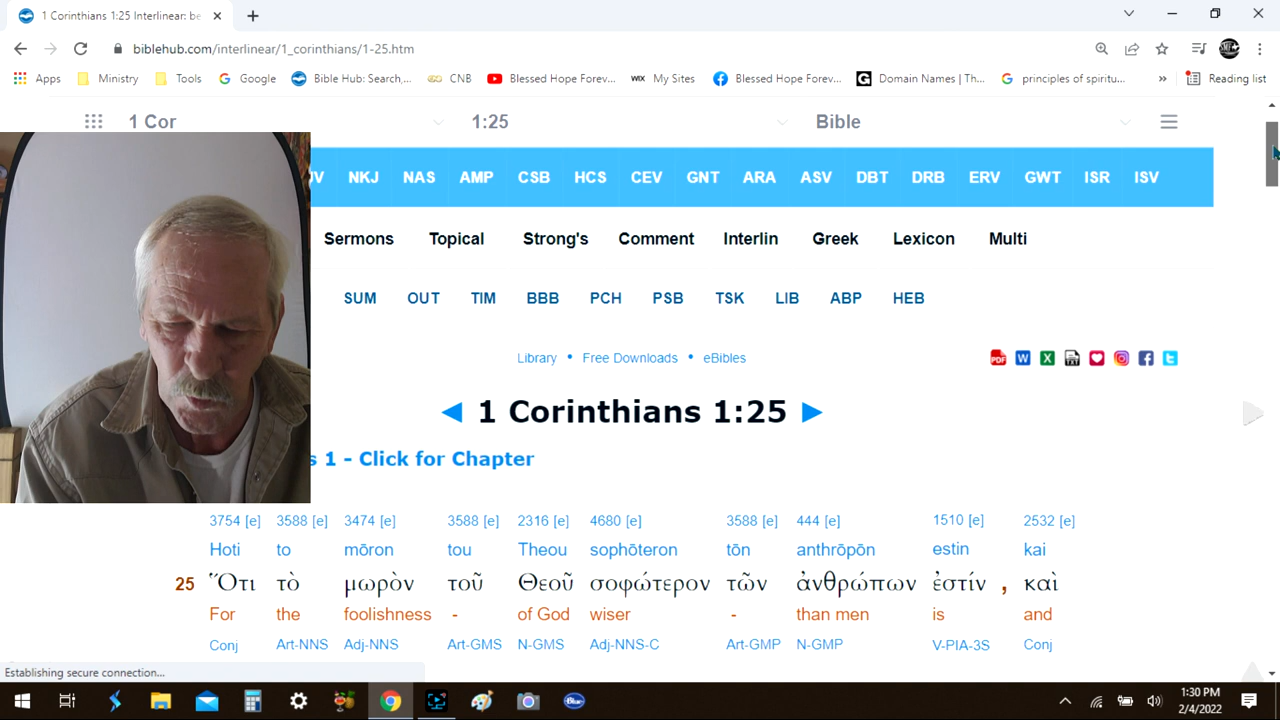 1 Corinthians 1:25 Interlinear: be
biblehub.com/interlinear/1_corinthians/1-25.htm
Apps Ministry Tools Google Bible Hub: Search,... CNB Blessed Hope Forev... WIX My Sites Blessed Hope Forev... Domain Names | Th... principles of spiritu... » Reading list
1 Cor 1:25 Bible
NKJ NAS AMP CSB HCS CEV GNT ARA ASV DBT DRB ERV GWT ISR ISV
Sermons Topical Strong's Comment Interlin Greek Lexicon Multi
SUM OUT TIM BBB PCH PSB TSK LIB ABP HEB
Library • Free Downloads • eBibles
◄ 1 Corinthians 1:25 ►
s 1 - Click for Chapter
3754 [e] 3588 [e] 3474 [e] 3588 [e] 2316 [e] 4680 [e] 3588 [e] 444 [e] 1510 [e] 2532 [e]
Hoti to mōron tou Theou sophōteron tōn anthrōpōn estin kai
25 Ὅτι τὸ μωρὸν τοῦ Θεοῦ σοφώτερον τῶν ἀνθρώπων ἐστίν , καὶ
For the foolishness - of God wiser - than men is and
Conj Art-NNS Adj-NNS Art-GMS N-GMS Adj-NNS-C Art-GMP N-GMP V-PIA-3S Conj
Establishing secure connection...
1:30 PM
2/4/2022